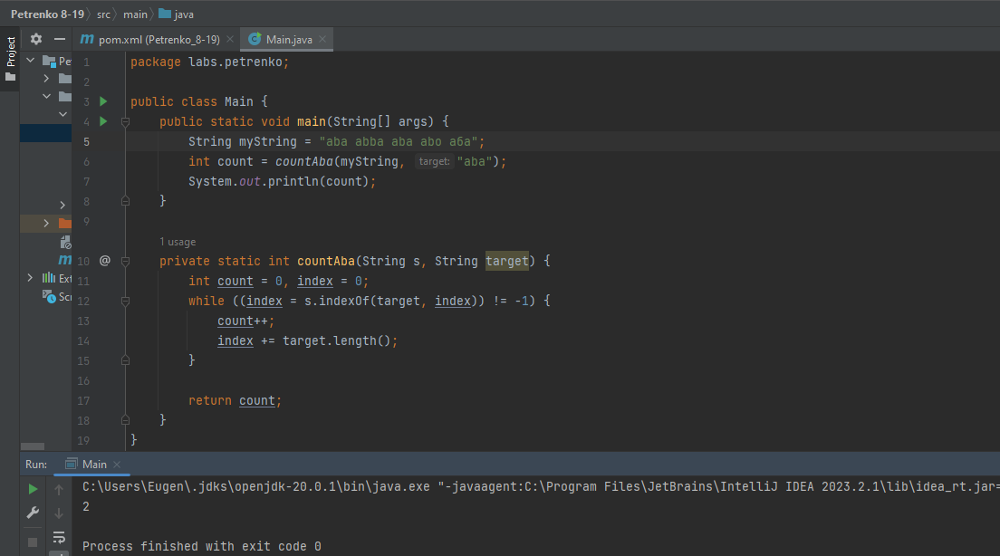 Petrenko 8-19 src main java
Project
pom.xml (Petrenko_8-19) Main.java
Pe
Ext
Scr
1 package labs.petrenko;
2
3 public class Main {
4 public static void main(String[] args) {
5 String myString = "aba abba aba abo a6a";
6 int count = countAba(myString, target: "aba");
7 System.out.println(count);
8 }
9
1 usage
10 @ private static int countAba(String s, String target) {
11 int count = 0, index = 0;
12 while ((index = s.indexOf(target, index)) != -1) {
13 count++;
14 index += target.length();
15 }
16
17 return count;
18 }
19 }
Run: Main
C:\Users\Eugen\.jdks\openjdk-20.0.1\bin\java.exe "-javaagent:C:\Program Files\JetBrains\IntelliJ IDEA 2023.2.1\lib\idea_rt.jar=
2
Process finished with exit code 0